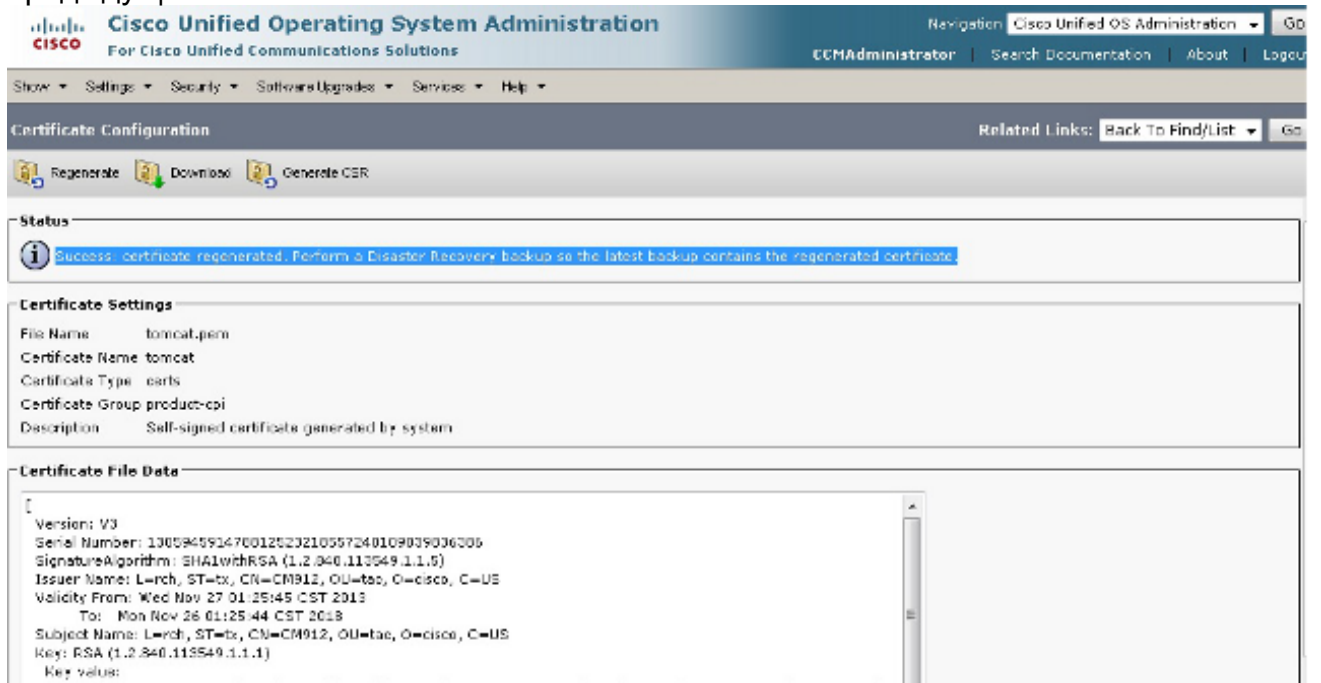 Cisco Unified Operating System Administration
Navigation Cisco Unified OS Administration Go
CISCO For Cisco Unified Communications Solutions
CCMAdministrator | Search Documentation | About | Logou
Show Settings Security Software Upgrades Services Help
Certificate Configuration Related Links: Back To Find/List Go
Regenerate Download Generate CSR
Status
Success: certificate regenerated. Perform a Disaster Recovery backup so the latest backup contains the regenerated certificate.
Certificate Settings
File Name tomcat.pem
Certificate Name tomcat
Certificate Type certs
Certificate Group product-cpi
Description Self-signed certificate generated by system
Certificate File Data
[
Version: V3
Serial Number:
SignatureAlgorithm: SHA1withRSA (1.2.840.113549.1.1.5)
Issuer Name: L=rch, ST=tx, CN=CM912, OU=tac, O=cisco, C=US
Validity From: Wed Nov 27 01:25:45 CST 2013
To: Mon Nov 26 01:25:44 CST 2018
Subject Name: L=rch, ST=tx, CN=CM912, OU=tac, O=cisco, C=US
Key: RSA (1.2.840.113549.1.1.1)
Key value: